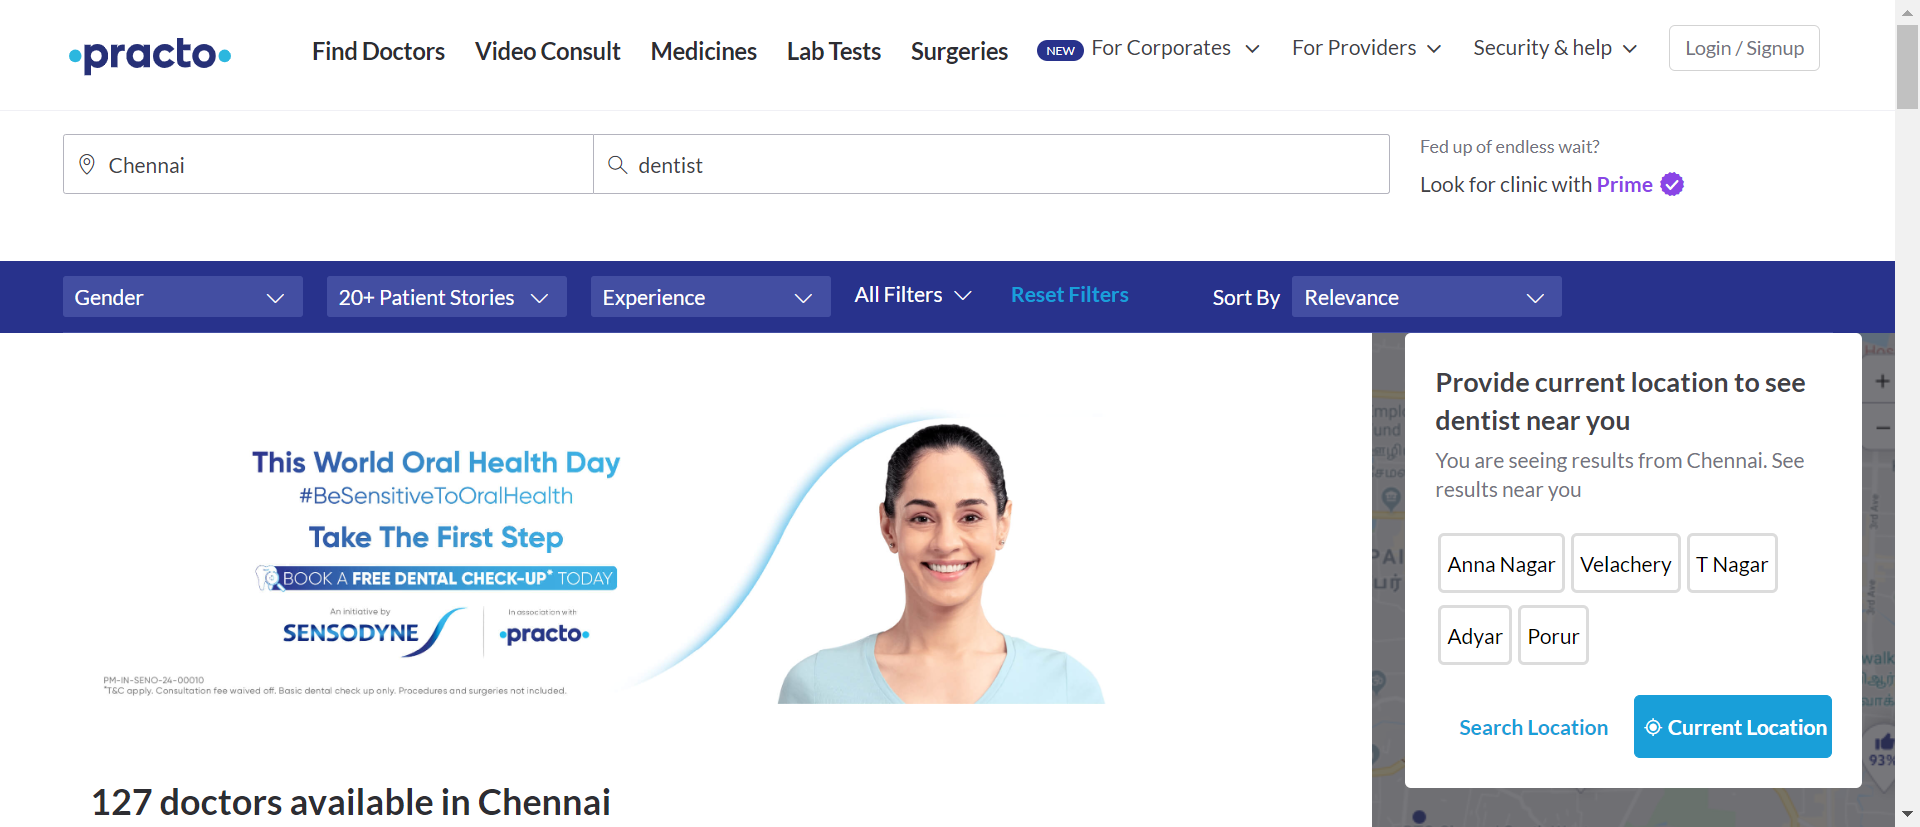 practo
Find Doctors
Video Consult
Medicines
Lab Tests
Surgeries
NEW
For Corporates
For Providers
Security & help
Login / Signup
Chennai
dentist
Fed up of endless wait?
Look for clinic with Prime
Gender
20+ Patient Stories
Experience
All Filters
Reset Filters
Sort By
Relevance
This World Oral Health Day
#BeSensitiveToOralHealth
Take The First Step
BOOK A FREE DENTAL CHECK-UP* TODAY
An initiative by
SENSODYNE
In association with
practo
PM-IN-SENO-24-00010
*T&C apply. Consultation fee waived off. Basic dental check up only. Procedures and surgeries not included.
127 doctors available in Chennai
Provide current location to see
dentist near you
You are seeing results from Chennai. See
results near you
Anna Nagar
Velachery
T Nagar
Adyar
Porur
Search Location
Current Location
3rd Ave
3rd Ave
93%